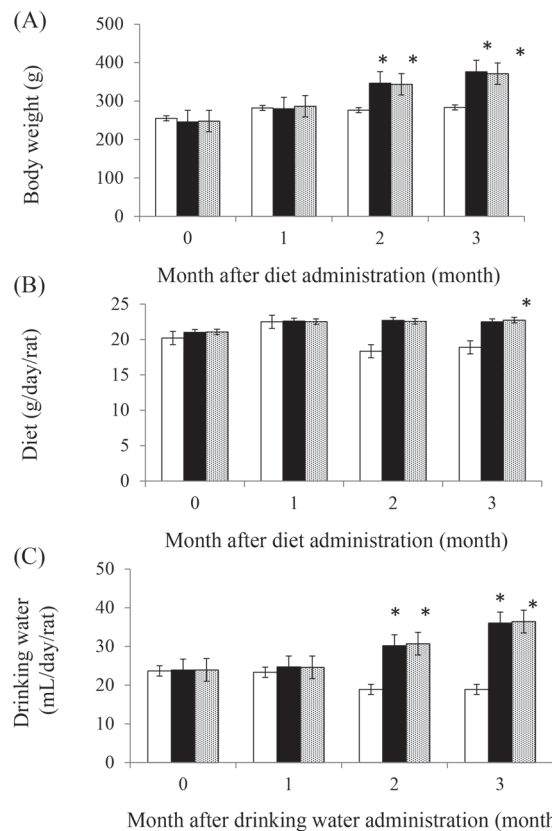 (A)
Body weight (g)
500
400
300
200
100
0
* * * *
0 1 2 3
Month after diet administration (month)
(B)
Diet (g/day/rat)
25
20
15
10
5
0
*
0 1 2 3
Month after diet administration (month)
(C)
Drinking water
(mL/day/rat)
50
40
30
20
10
0
* * * *
0 1 2 3
Month after drinking water administration (mont